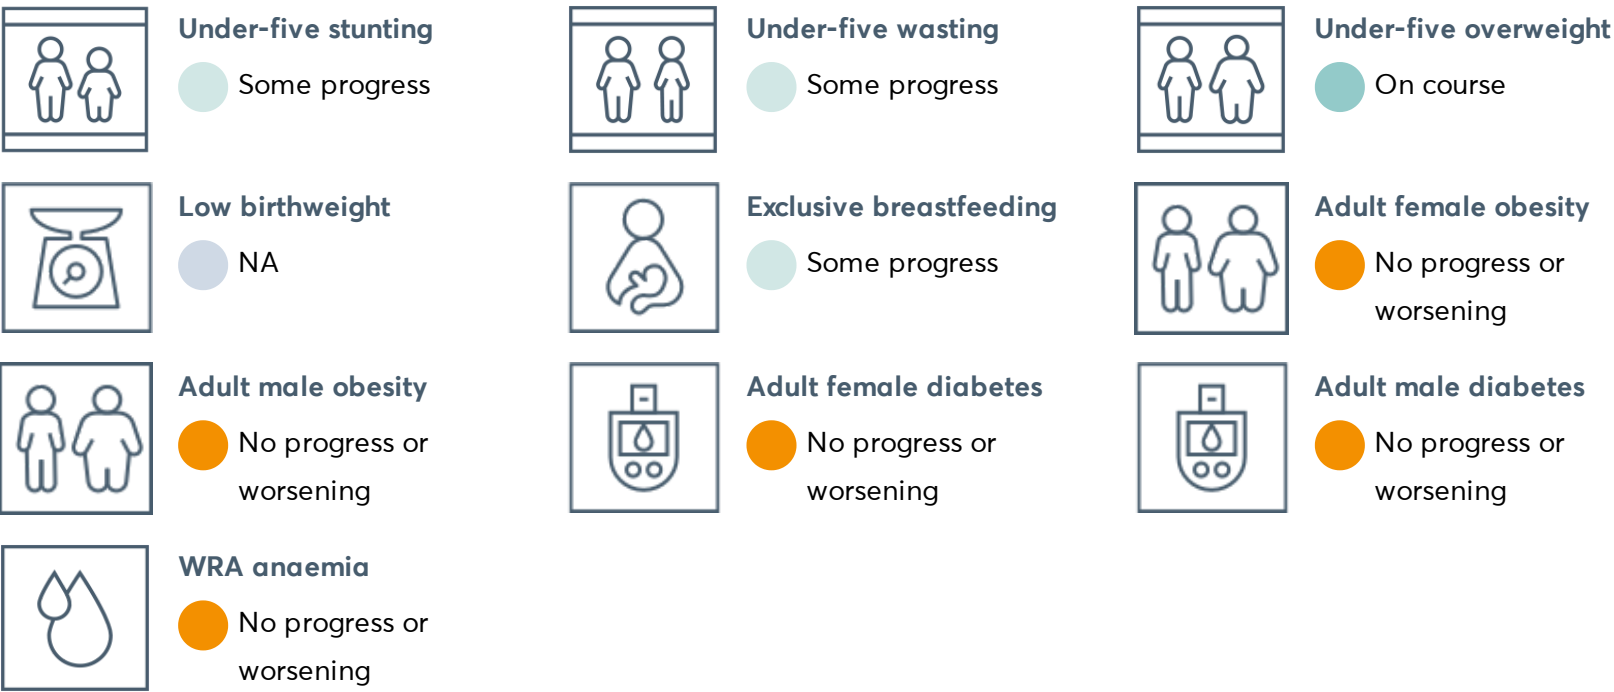 Under-five stunting
Some progress
Under-five wasting
Some progress
Under-five overweight
On course
Low birthweight
NA
Exclusive breastfeeding
Some progress
Adult female obesity
No progress or
worsening
Adult male obesity
No progress or
worsening
Adult female diabetes
No progress or
worsening
Adult male diabetes
No progress or
worsening
WRA anaemia
No progress or
worsening